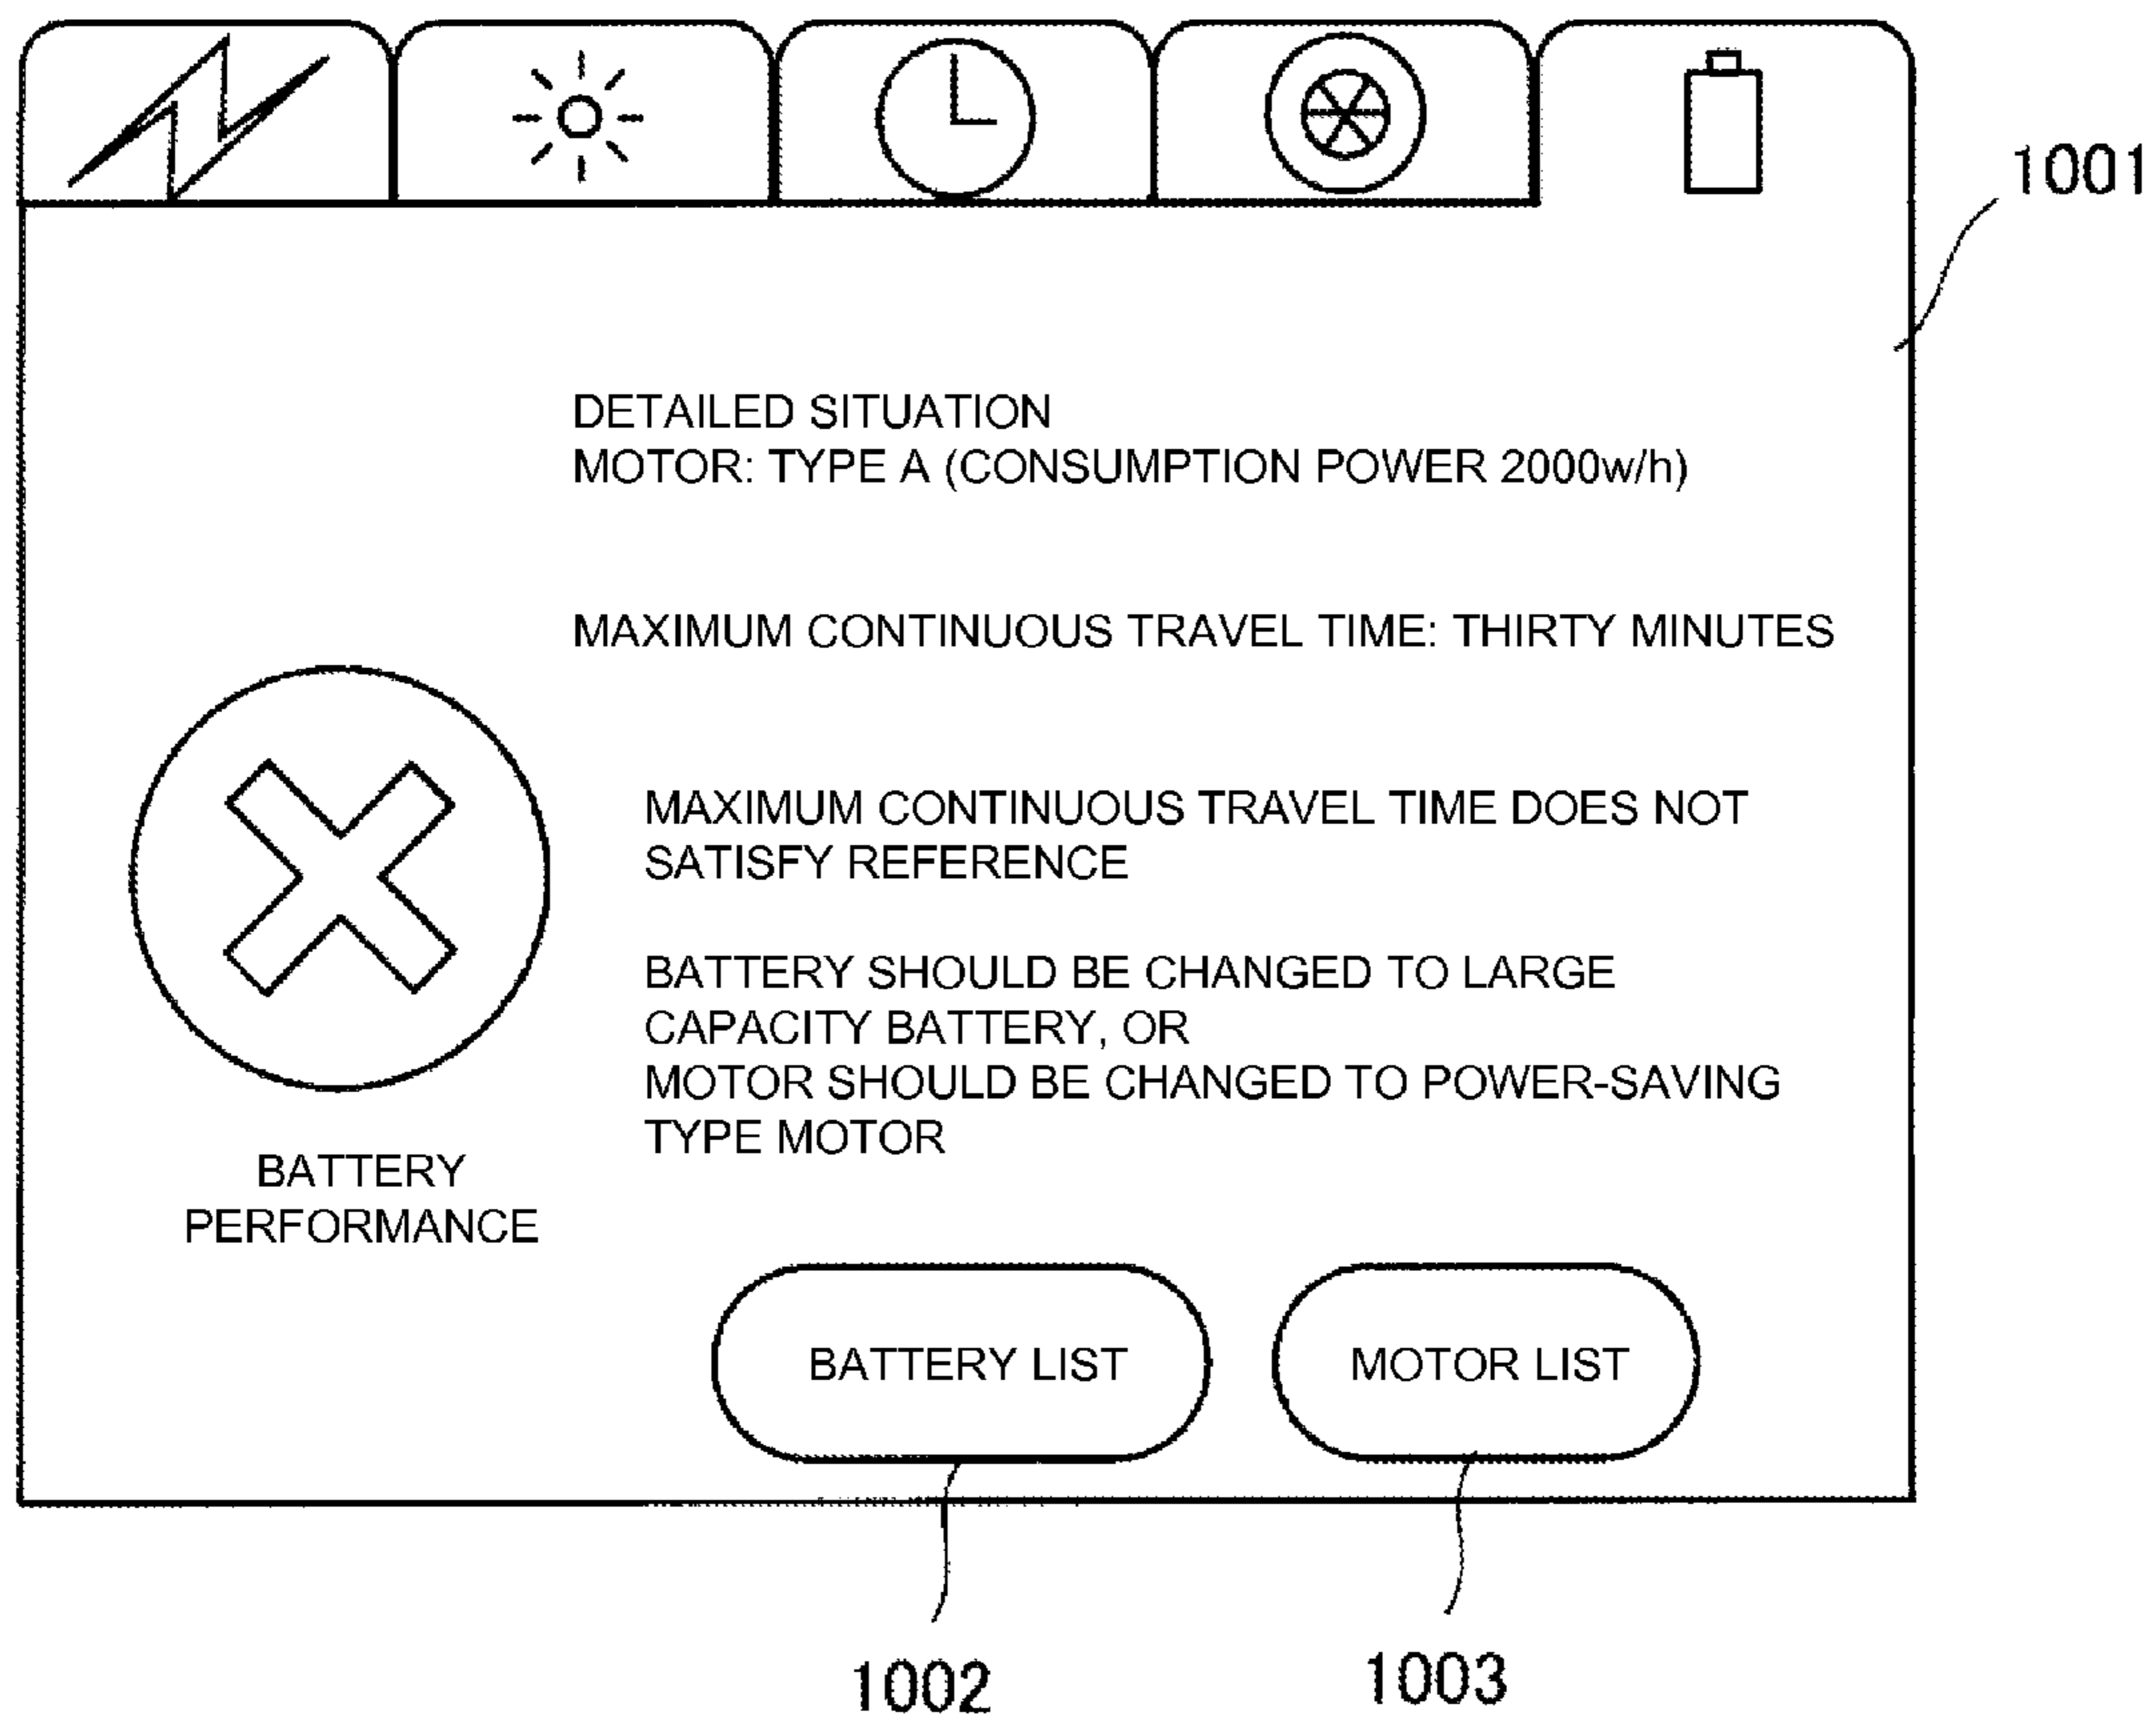 1001
DETAILED SITUATION
MOTOR: TYPE A (CONSUMPTION POWER 2000w/h)
MAXIMUM CONTINUOUS TRAVEL TIME: THIRTY MINUTES
MAXIMUM CONTINUOUS TRAVEL TIME DOES NOT
SATISFY REFERENCE
BATTERY SHOULD BE CHANGED TO LARGE
CAPACITY BATTERY, OR
MOTOR SHOULD BE CHANGED TO POWER-SAVING
TYPE MOTOR
BATTERY
PERFORMANCE
BATTERY LIST
MOTOR LIST
1002
1003